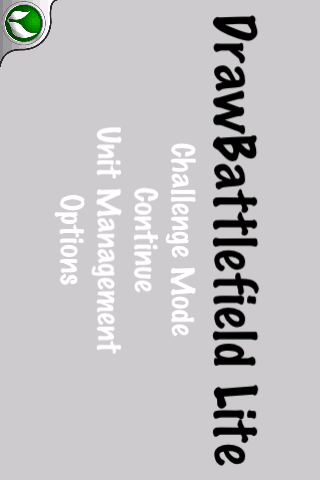 DrawBattlefield Lite
Challenge Mode
Continue
Unit Management
Options